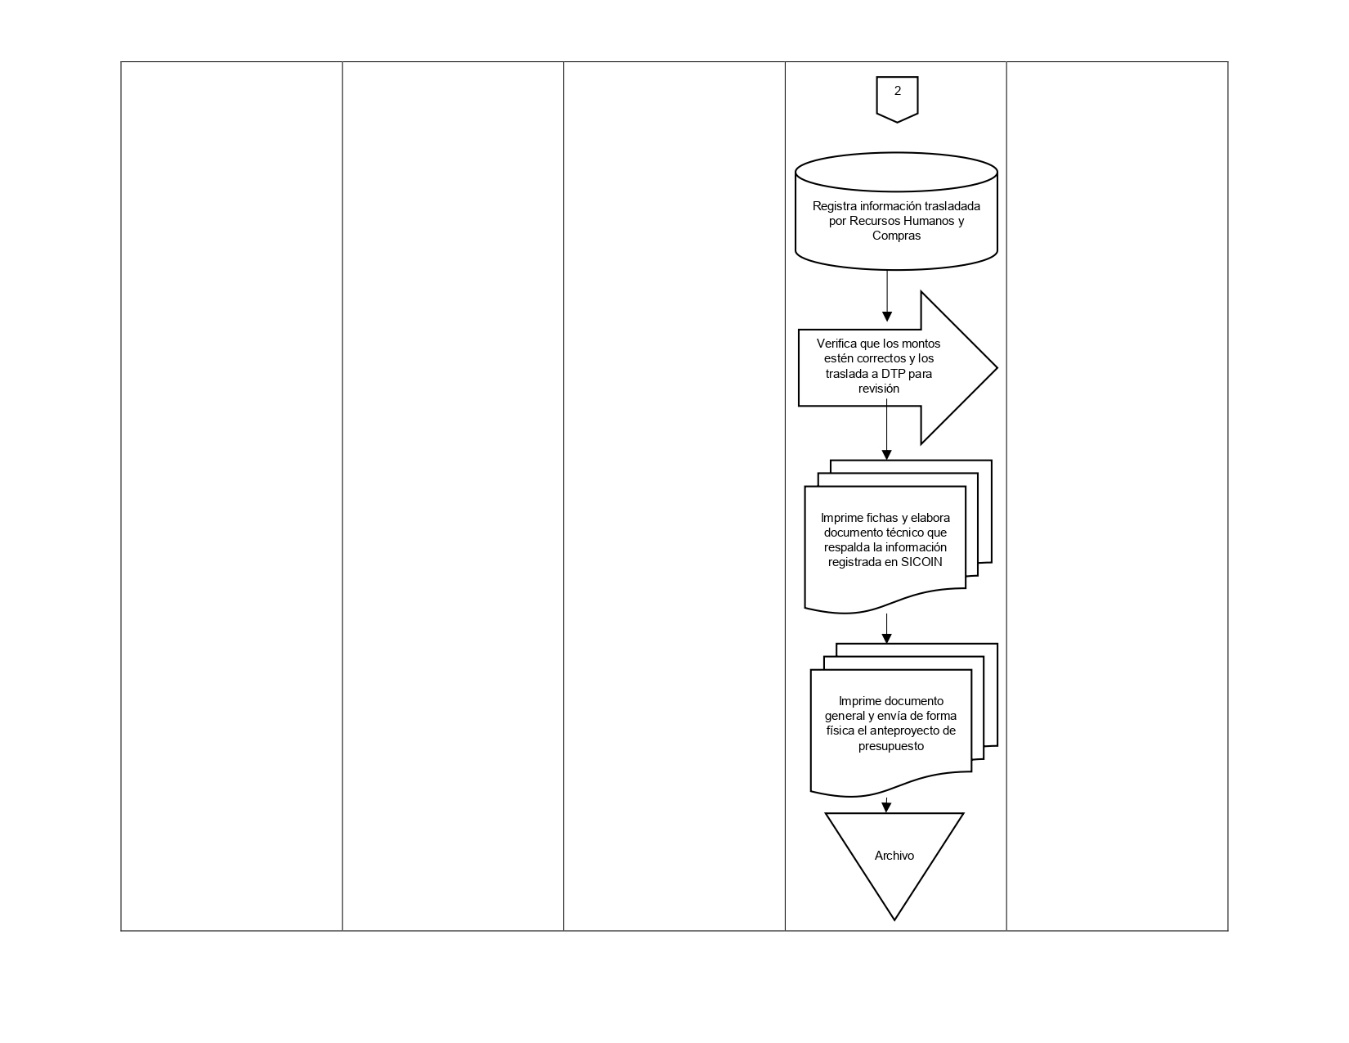 2
Registra información trasladada
por Recursos Humanos y
Compras
Verifica que los montos
estén correctos y los
traslada a DTP para
revisión
Imprime fichas y elabora
documento técnico que
respalda la información
registrada en SICOIN
Imprime documento
general y envía de forma
física el anteproyecto de
presupuesto
Archivo